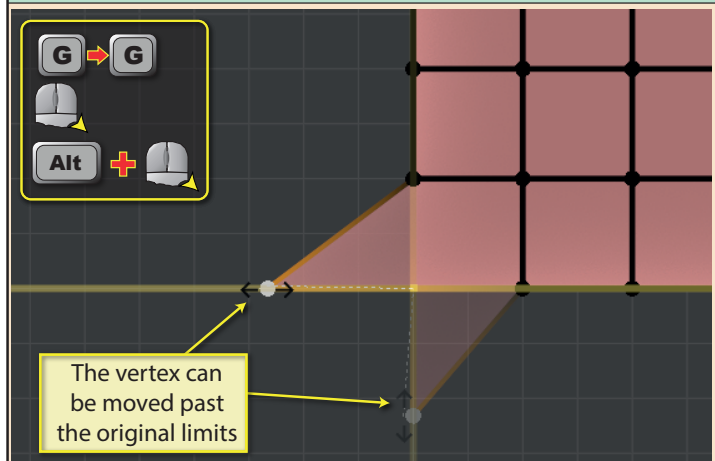 G G
Alt
The vertex can
be moved past
the original limits